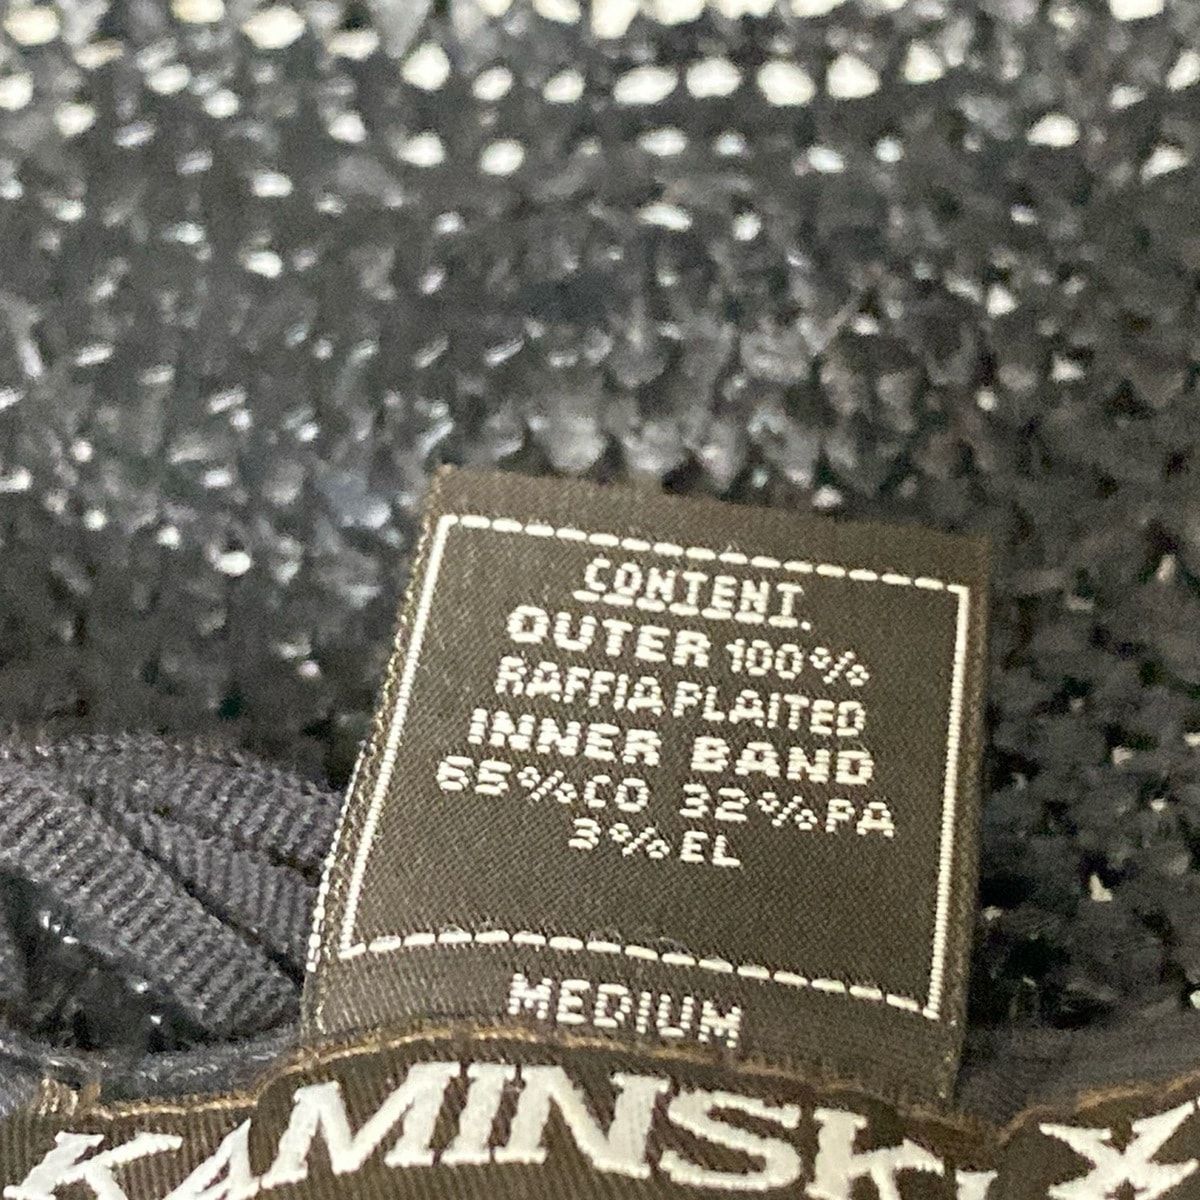 CONTENT.
OUTER 100%
RAFFIA PLAITED
INNER BAND
65%CO 32%PA
3%EL
MEDIUM
KAMINSKI X